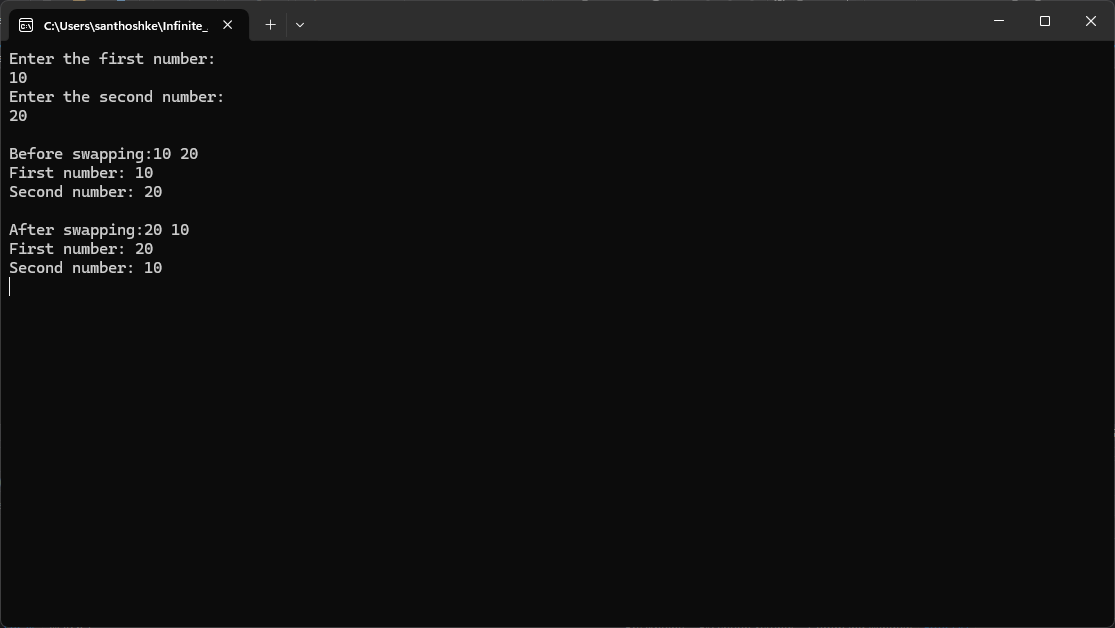 C:\Users\santhoshke\Infinite_
Enter the first number:
10
Enter the second number:
20
Before swapping:10 20
First number: 10
Second number: 20
After swapping:20 10
First number: 20
Second number: 10